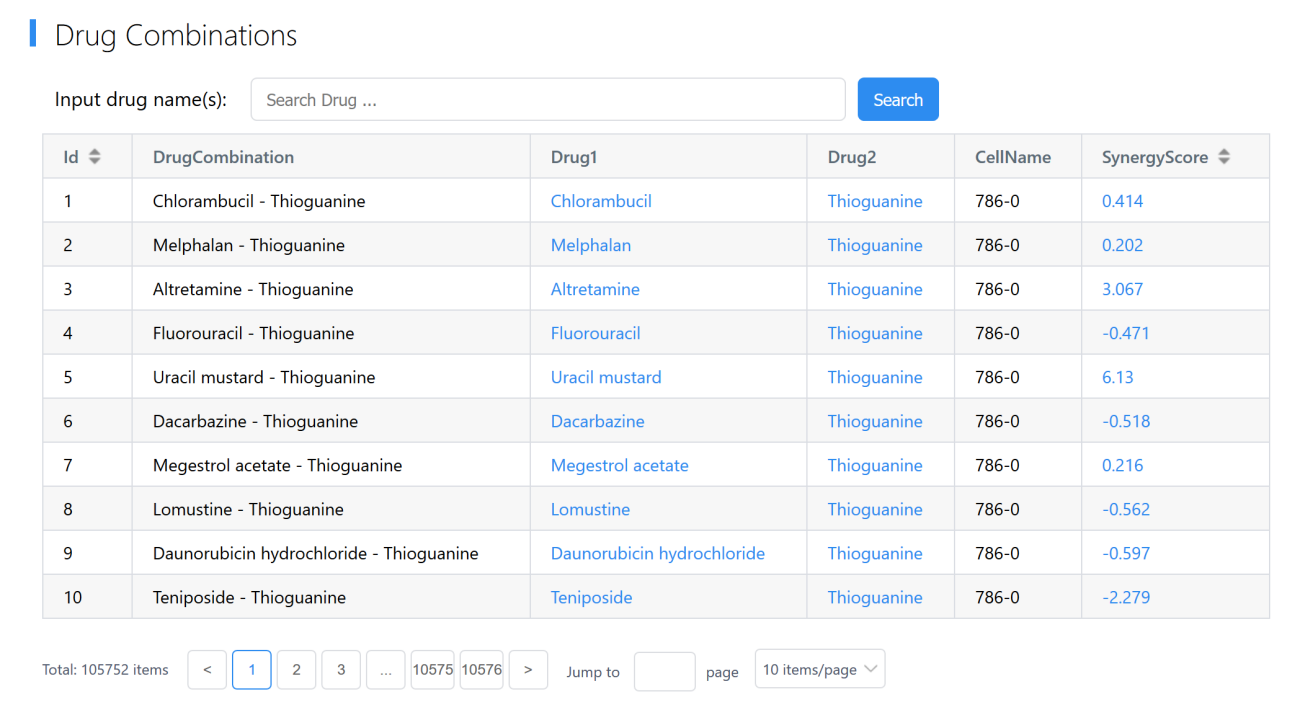 Drug Combinations
Input drug name(s): Search Drug ... Search
Id DrugCombination Drug1 Drug2 CellName SynergyScore
1 Chlorambucil - Thioguanine Chlorambucil Thioguanine 786-0 0.414
2 Melphalan - Thioguanine Melphalan Thioguanine 786-0 0.202
3 Altretamine - Thioguanine Altretamine Thioguanine 786-0 3.067
4 Fluorouracil - Thioguanine Fluorouracil Thioguanine 786-0 -0.471
5 Uracil mustard - Thioguanine Uracil mustard Thioguanine 786-0 6.13
6 Dacarbazine - Thioguanine Dacarbazine Thioguanine 786-0 -0.518
7 Megestrol acetate - Thioguanine Megestrol acetate Thioguanine 786-0 0.216
8 Lomustine - Thioguanine Lomustine Thioguanine 786-0 -0.562
9 Daunorubicin hydrochloride - Thioguanine Daunorubicin hydrochloride Thioguanine 786-0 -0.597
10 Teniposide - Thioguanine Teniposide Thioguanine 786-0 -2.279
Total: 105752 items < 1 2 3 ... 10575 10576 > Jump to page 10 items/page